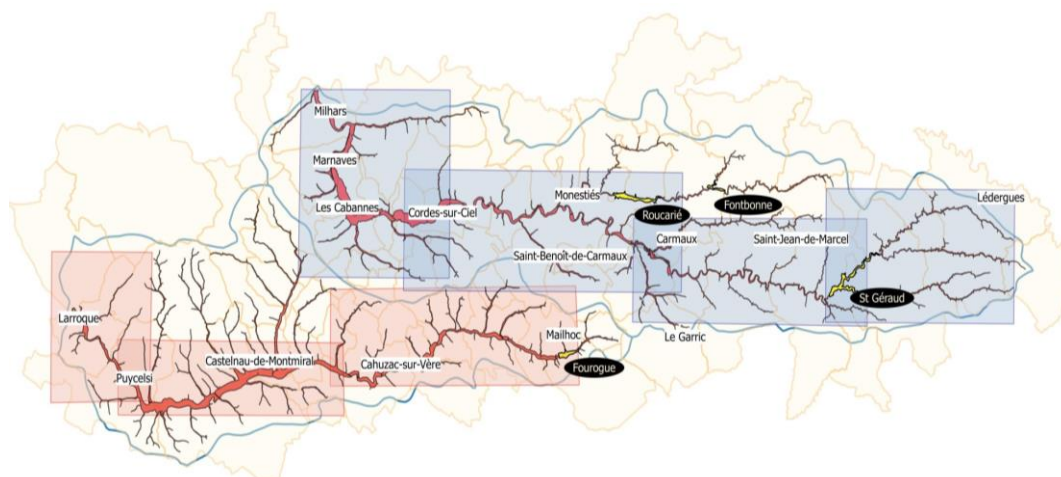 Milhars
Marnaves
Les Cabannes
Cordes-sur-Ciel
Monestiés
Roucarié
Fontbonne
Lédergues
Saint-Benoît-de-Carmaux
Carmaux
Saint-Jean-de-Marcel
St Géraud
Le Garric
Larroque
Puycelsi
Castelnau-de-Montmiral
Cahuzac-sur-Vère
Mailhoc
Fourogue